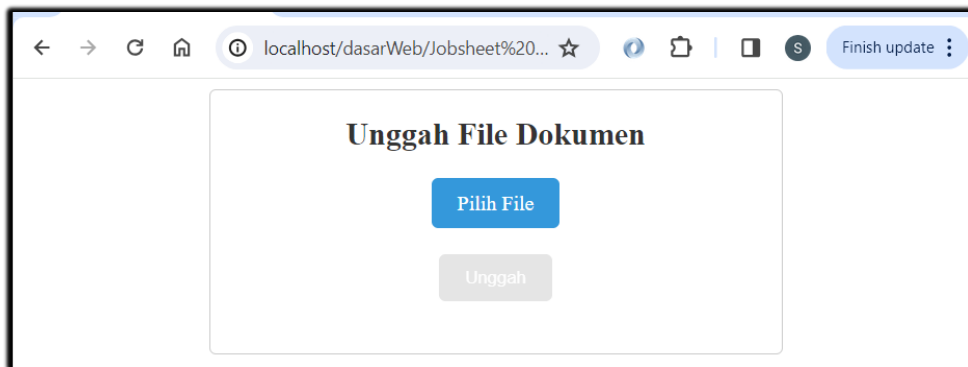 localhost/dasarWeb/Jobsheet%20...
S
Finish update
Unggah File Dokumen
Pilih File
Unggah